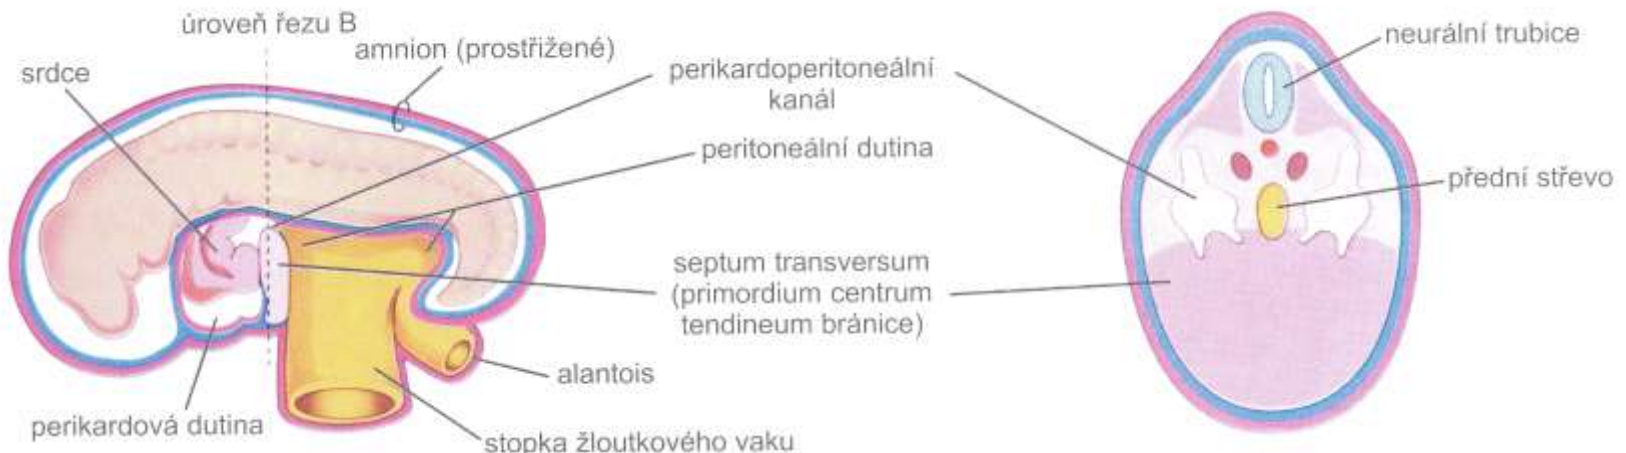 úroveň řezu B
amnion (prostřižené)
srdce
perikardoperitoneální
kanál
peritoneální dutina
septum transversum
(primordium centrum
tendineum bránice)
alantois
perikardová dutina
stopka žloutkového vaku
neurální trubice
přední střevo